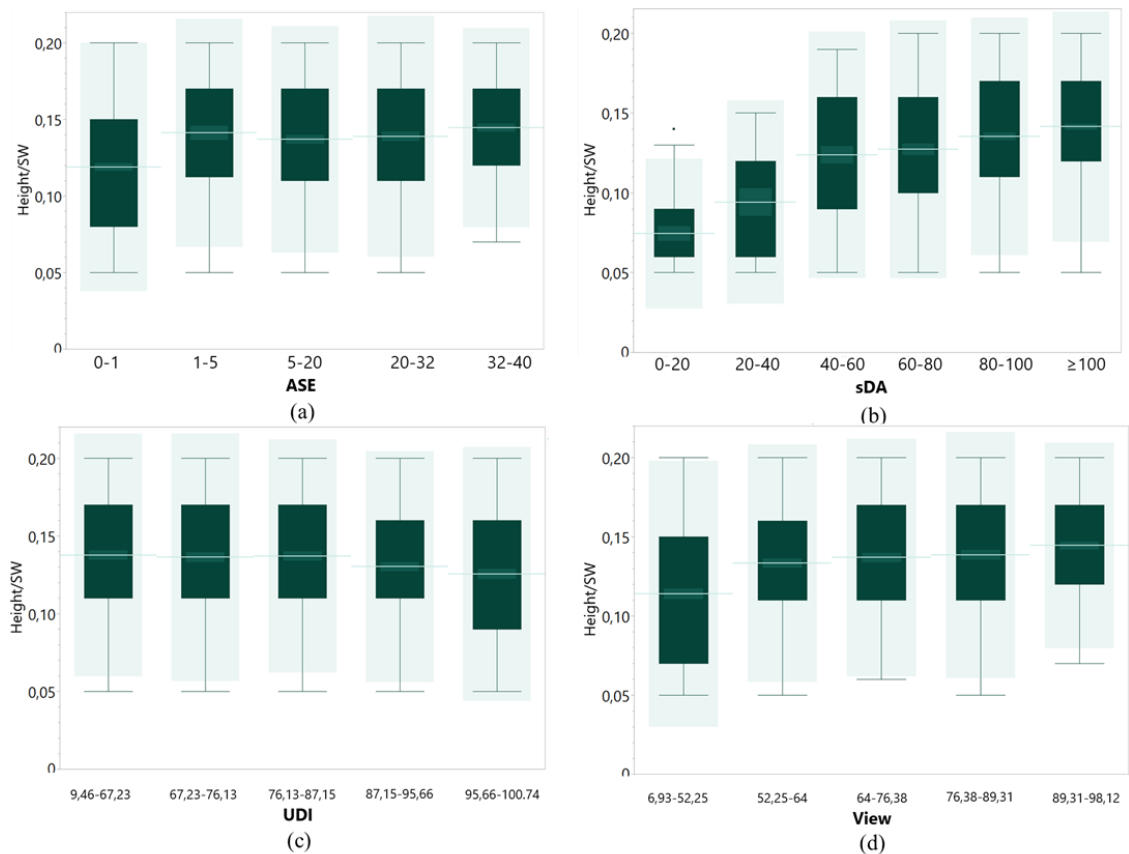 0,20
0,15
0,10
0,05
0
Height/SW
0-1 1-5 5-20 20-32 32-40
ASE
(a)
0,20
0,15
0,10
0,05
0
Height/SW
0-20 20-40 40-60 60-80 80-100 ≥100
sDA
(b)
0,20
0,15
0,10
0,05
0
Height/SW
9,46-67,23 67,23-76,13 76,13-87,15 87,15-95,66 95,66-100.74
UDI
(c)
0,20
0,15
0,10
0,05
0
Height/SW
6,93-52,25 52,25-64 64-76,38 76,38-89,31 89,31-98,12
View
(d)